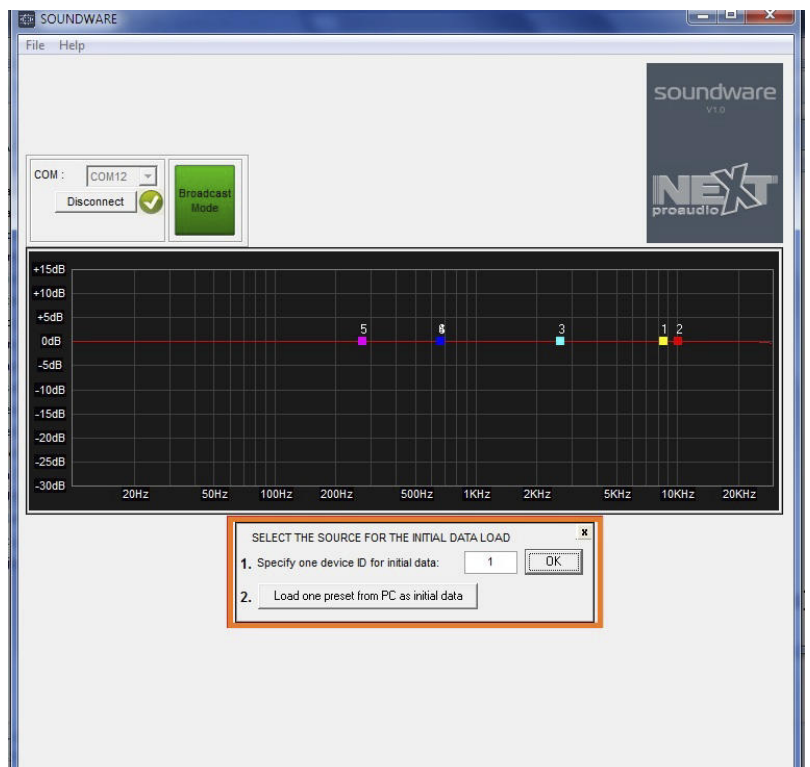 SOUNDWARE
File Help
soundware
V1.0
NEXT
proaudio
COM : COM12
Disconnect
Broadcast
Mode
+15dB
+10dB
+5dB
0dB
-5dB
-10dB
-15dB
-20dB
-25dB
-30dB
5 3 1 2
20Hz 50Hz 100Hz 200Hz 500Hz 1KHz 2KHz 5KHz 10KHz 20KHz
SELECT THE SOURCE FOR THE INITIAL DATA LOAD x
1. Specify one device ID for initial data: 1 OK
2. Load one preset from PC as initial data